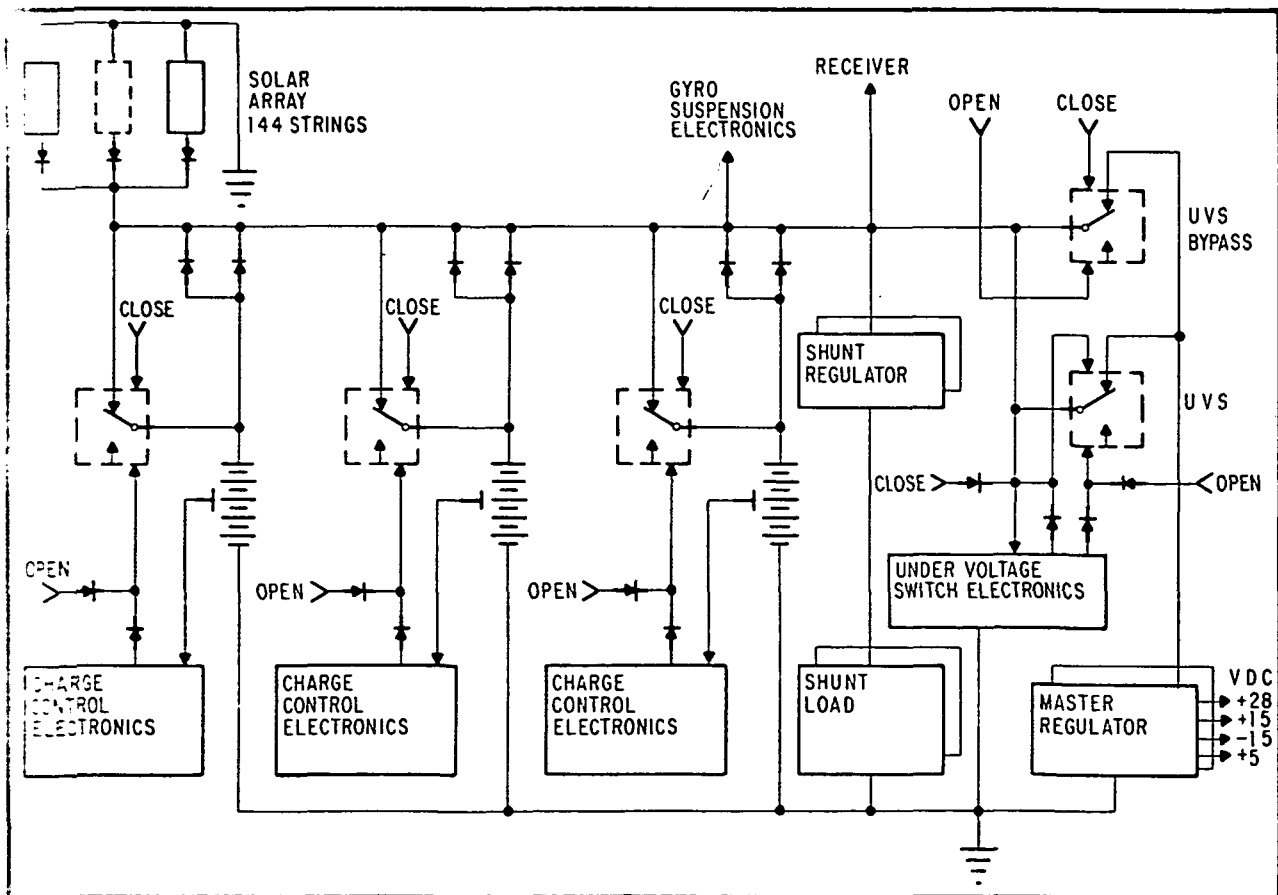 SOLAR
ARRAY
144 STRINGS
GYRO
SUSPENSION
ELECTRONICS
RECEIVER
OPEN
CLOSE
UVS
BYPASS
CLOSE
CLOSE
CLOSE
SHUNT
REGULATOR
UVS
CLOSE
OPEN
OPEN
OPEN
OPEN
UNDER VOLTAGE
SWITCH ELECTRONICS
CHARGE
CONTROL
ELECTRONICS
CHARGE
CONTROL
ELECTRONICS
CHARGE
CONTROL
ELECTRONICS
SHUNT
LOAD
MASTER
REGULATOR
VDC
+28
+15
-15
+5